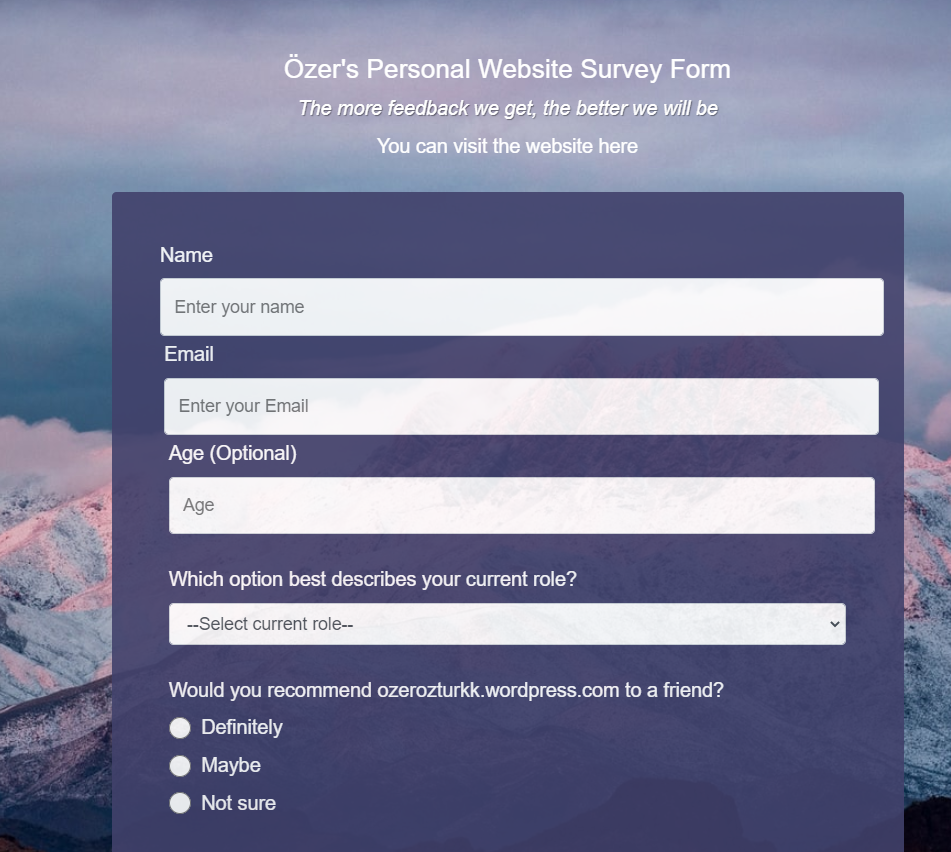 Özer's Personal Website Survey Form
The more feedback we get, the better we will be
You can visit the website here
Name
Enter your name
Email
Enter your Email
Age (Optional)
Age
Which option best describes your current role?
--Select current role--
Would you recommend ozerozturkk.wordpress.com to a friend?
Definitely
Maybe
Not sure